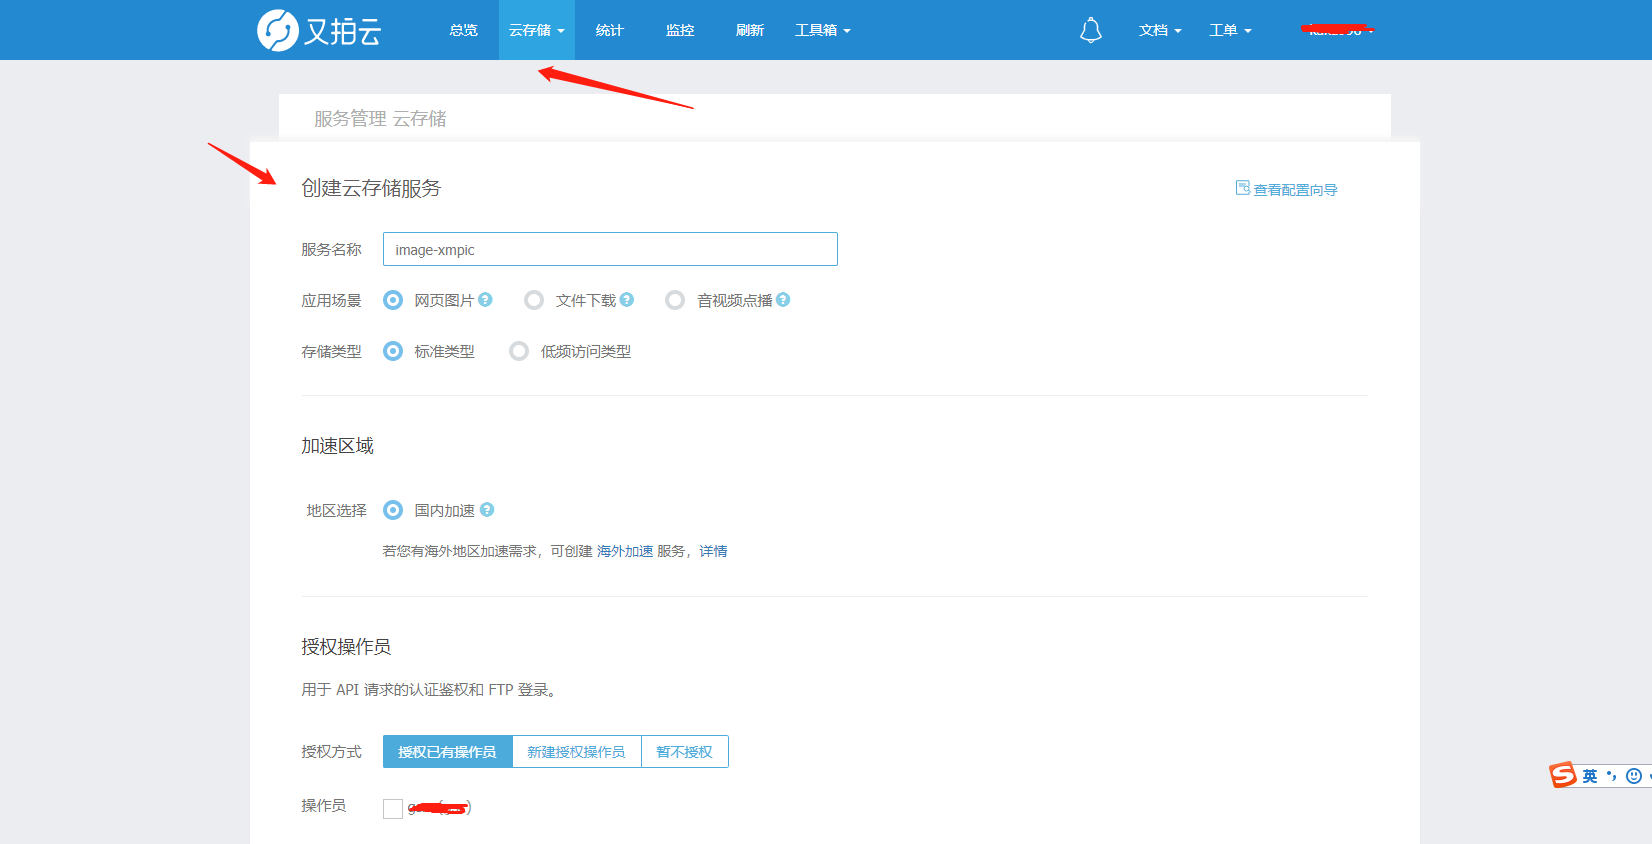 又拍云 总览 云存储 统计 监控 刷新 工具箱 文档 工单
服务管理 云存储
创建云存储服务 查看配置向导
服务名称 image-xmpic
应用场景 网页图片 ? 文件下载 ? 音视频点播 ?
存储类型 标准类型 低频访问类型
加速区域
地区选择 国内加速 ?
若您有海外地区加速需求，可创建 海外加速 服务，详情
授权操作员
用于 API 请求的认证鉴权和 FTP 登录。
授权方式 授权已有操作员 新建授权操作员 暂不授权
英
操作员